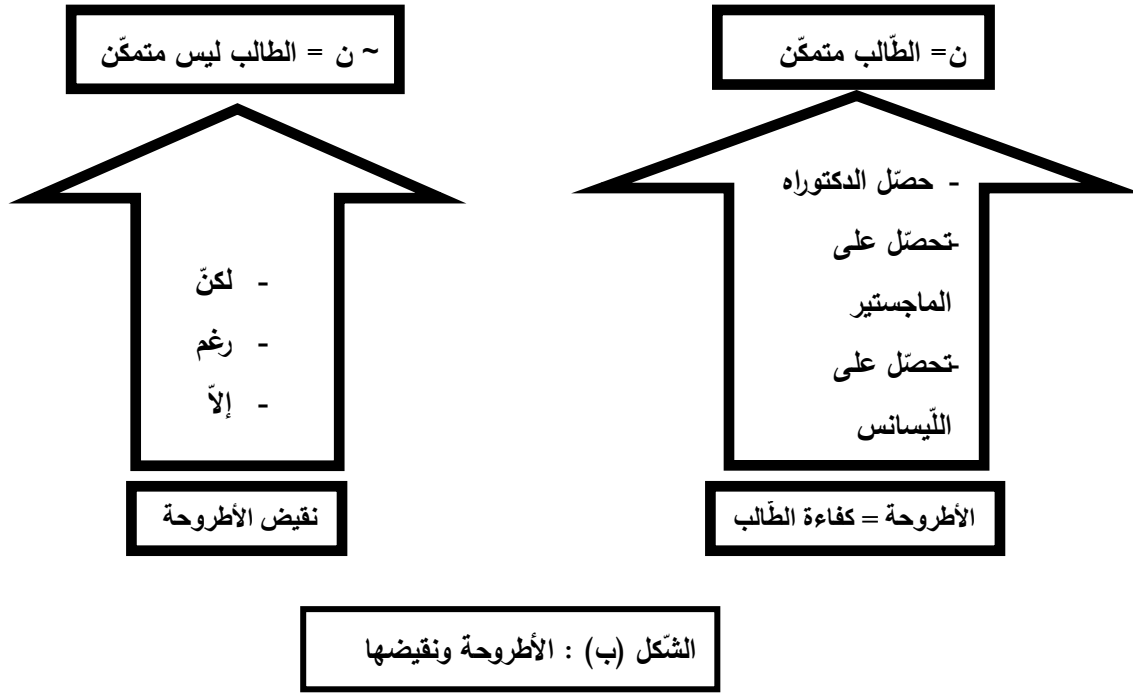 ن= الطّالب متمكّن
- حصّل الدكتوراه
-تحصّل على
الماجستير
-تحصّل على
اللّيسانس
الأطروحة = كفاءة الطّالب
~ ن = الطالب ليس متمكّن
- لكنّ
- رغم
- إلاّ
نقيض الأطروحة
الشّكل (ب) : الأطروحة ونقيضها